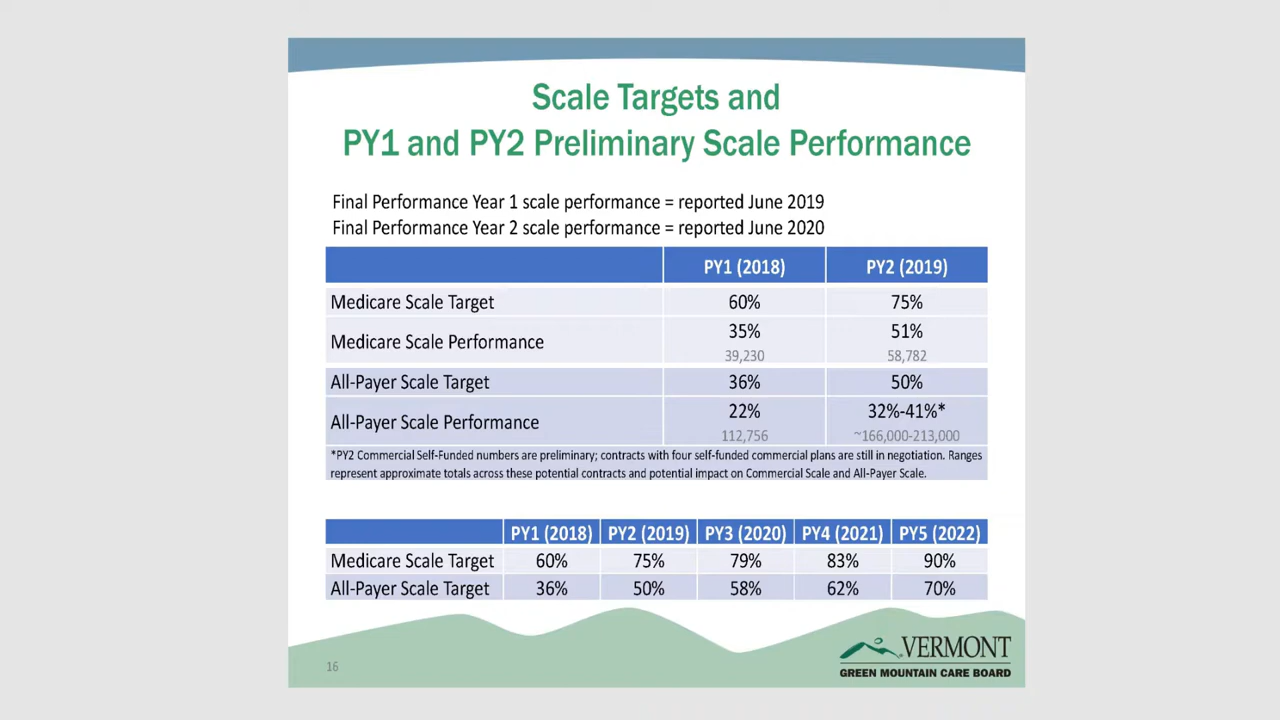 Scale Targets and
PY1 and PY2 Preliminary Scale Performance
Final Performance Year 1 scale performance = reported June 2019
Final Performance Year 2 scale performance = reported June 2020
PY1 (2018) PY2 (2019)
Medicare Scale Target 60% 75%
Medicare Scale Performance 35% 51%
39,230 58,782
All-Payer Scale Target 36% 50%
All-Payer Scale Performance 22% 32%-41%*
112,756 ~166,000-213,000
*PY2 Commercial Self-Funded numbers are preliminary; contracts with four self-funded commercial plans are still in negotiation. Ranges
represent approximate totals across these potential contracts and potential impact on Commercial Scale and All-Payer Scale.
PY1 (2018) PY2 (2019) PY3 (2020) PY4 (2021) PY5 (2022)
Medicare Scale Target 60% 75% 79% 83% 90%
All-Payer Scale Target 36% 50% 58% 62% 70%
16
VERMONT
GREEN MOUNTAIN CARE BOARD